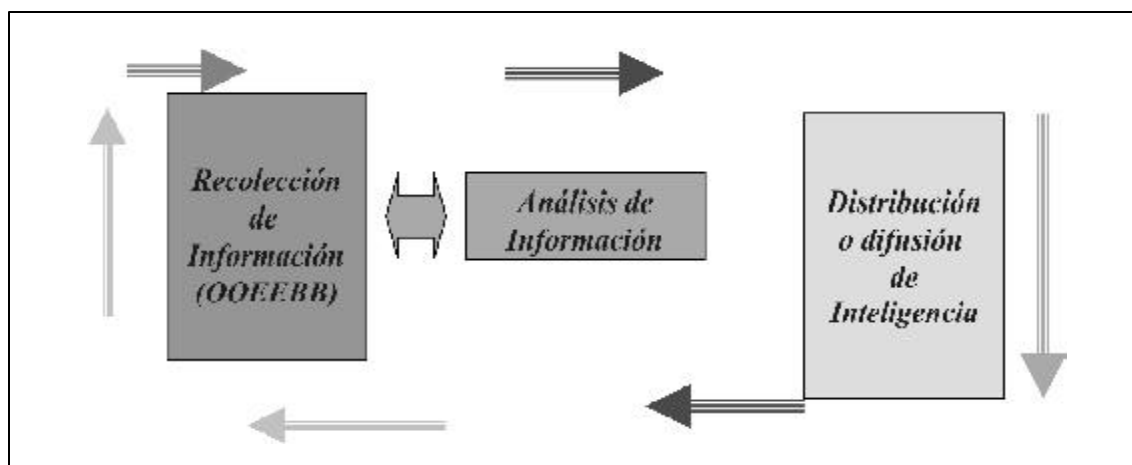 Recolección
de
Información
(OOEEBB)
Análisis de
Información
Distribución
o difusión
de
Inteligencia